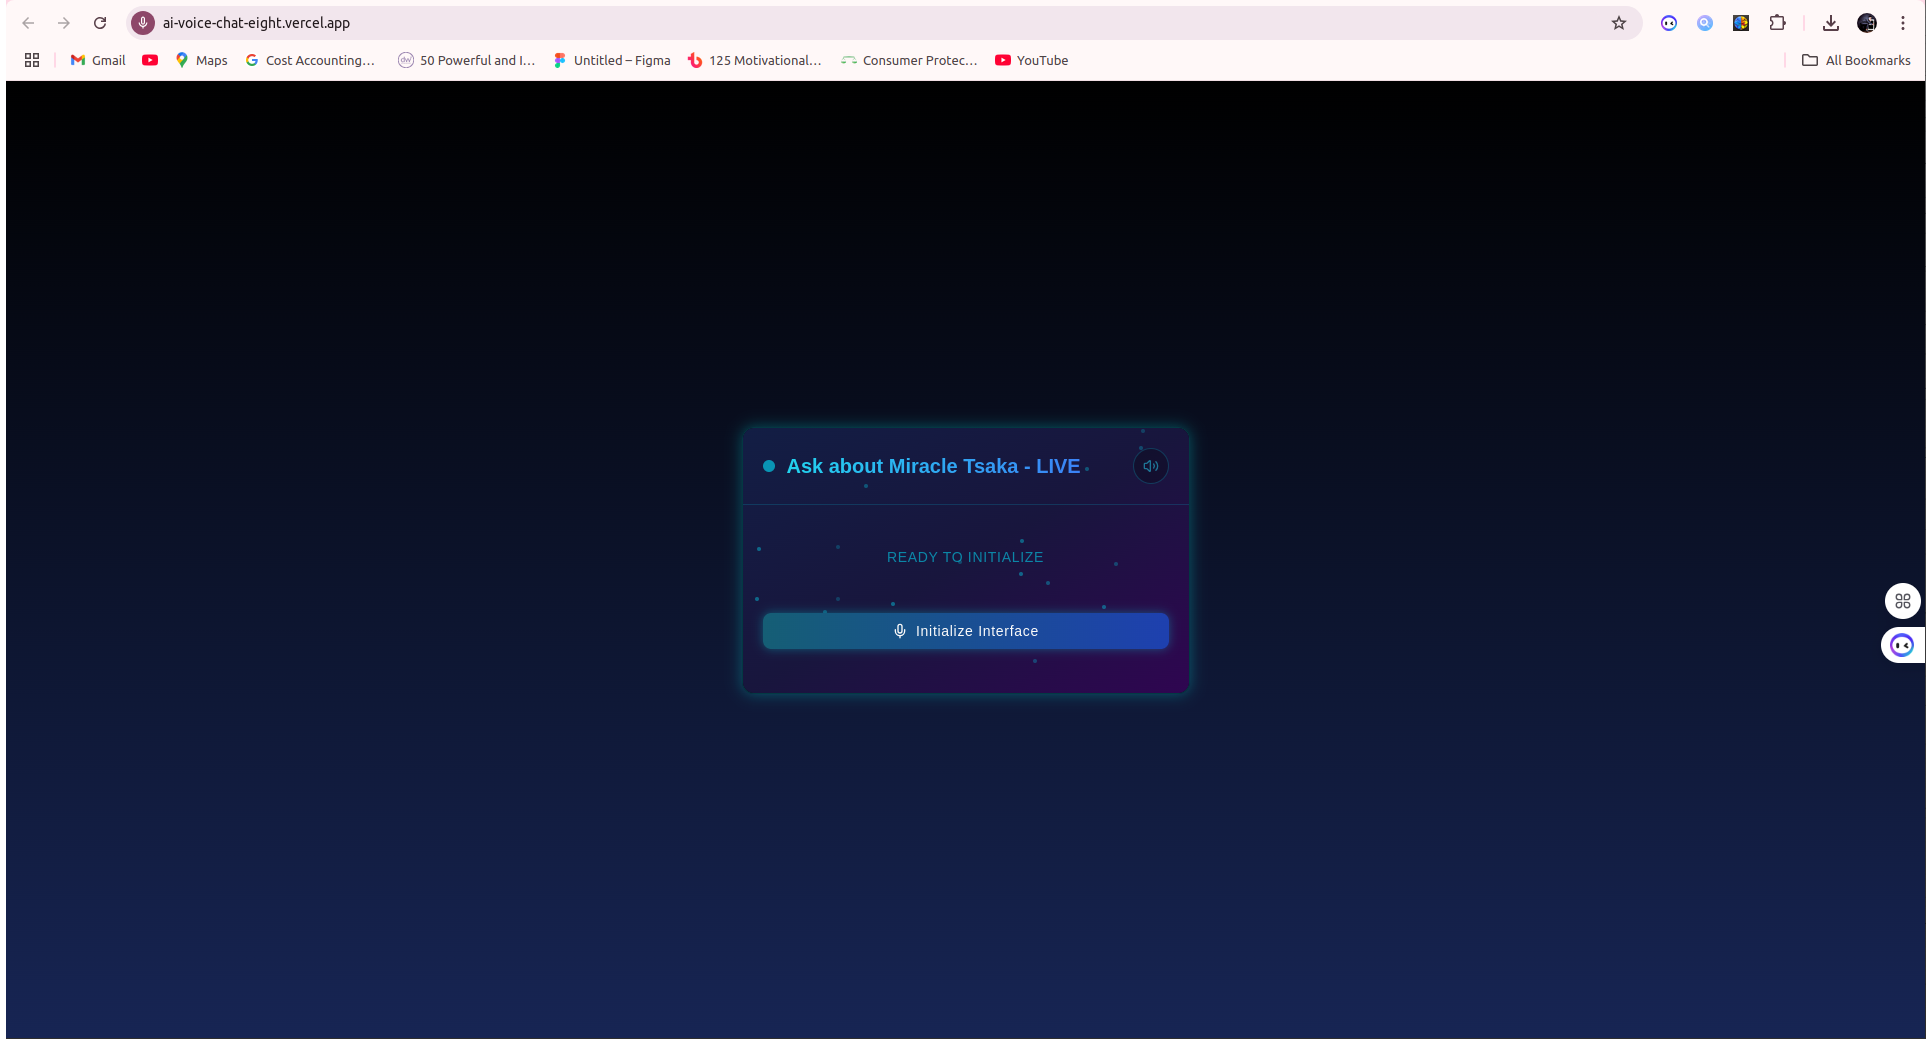 ai-voice-chat-eight.vercel.app
Gmail Maps Cost Accounting... 50 Powerful and I... Untitled – Figma 125 Motivational... Consumer Protec... YouTube All Bookmarks
Ask about Miracle Tsaka - LIVE
READY TO INITIALIZE
Initialize Interface